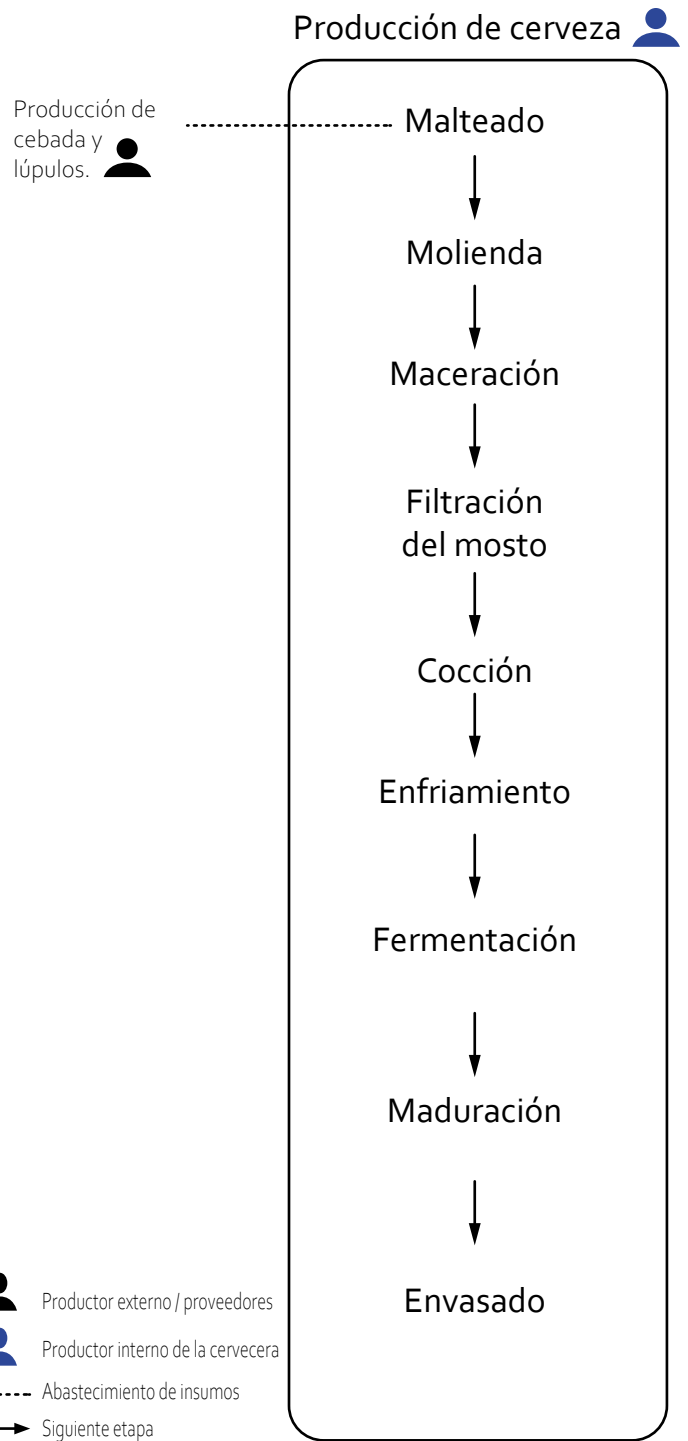 Producción de cerveza
Producción de
cebada y
lúpulos.
Malteado
Molienda
Maceración
Filtración
del mosto
Cocción
Enfriamiento
Fermentación
Maduración
Envasado
Productor externo / proveedores
Productor interno de la cervecera
Abastecimiento de insumos
Siguiente etapa